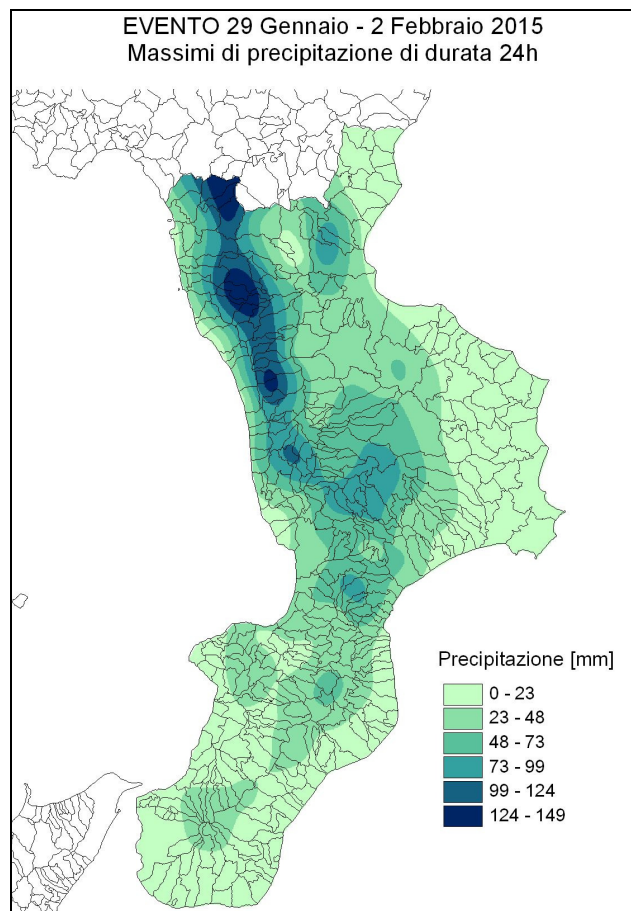 EVENTO 29 Gennaio - 2 Febbraio 2015
Massimi di precipitazione di durata 24h
Precipitazione [mm]
0 - 23
23 - 48
48 - 73
73 - 99
99 - 124
124 - 149